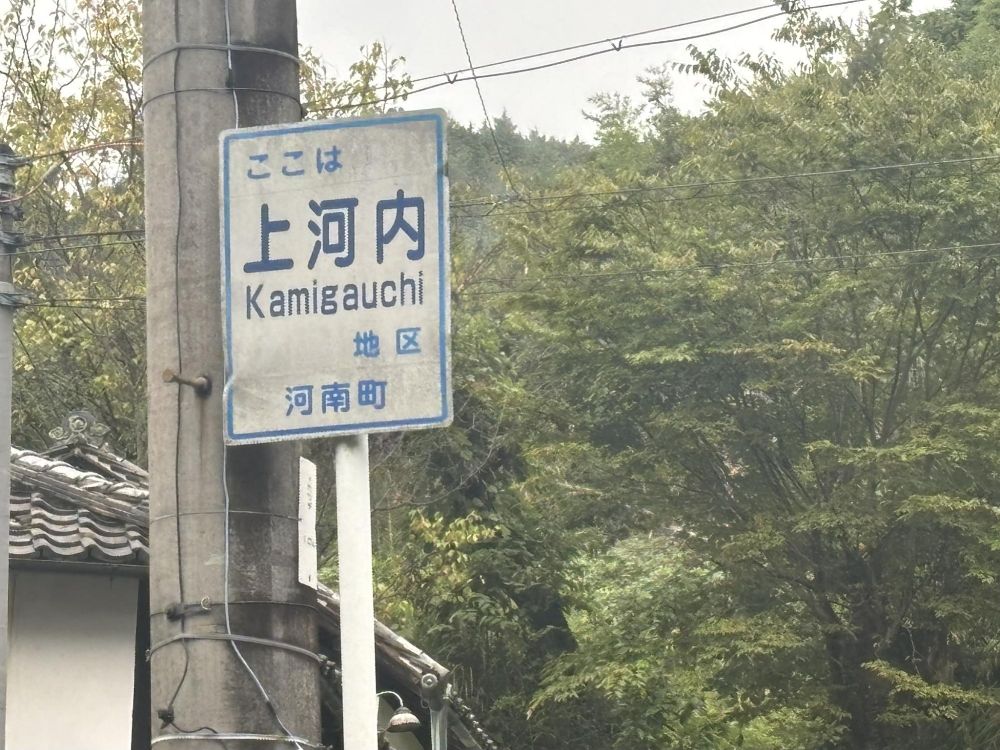 ここは
上河内
Kamigauchi
地区
河南町